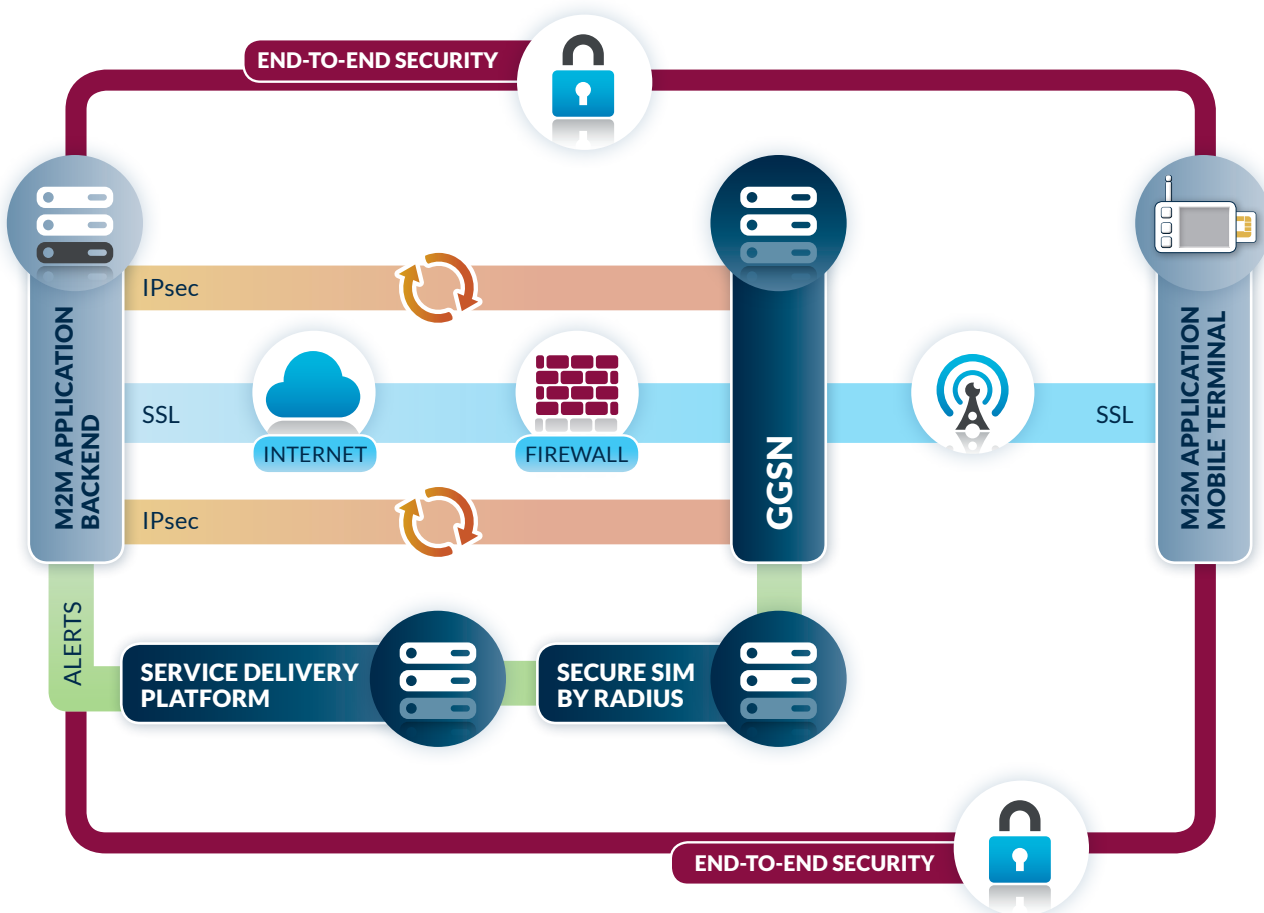 END-TO-END SECURITY
M2M APPLICATION
BACKEND
IPsec
SSL
INTERNET
FIREWALL
IPsec
GGSN
SSL
M2M APPLICATION
MOBILE TERMINAL
ALERTS
SERVICE DELIVERY
PLATFORM
SECURE SIM
BY RADIUS
END-TO-END SECURITY